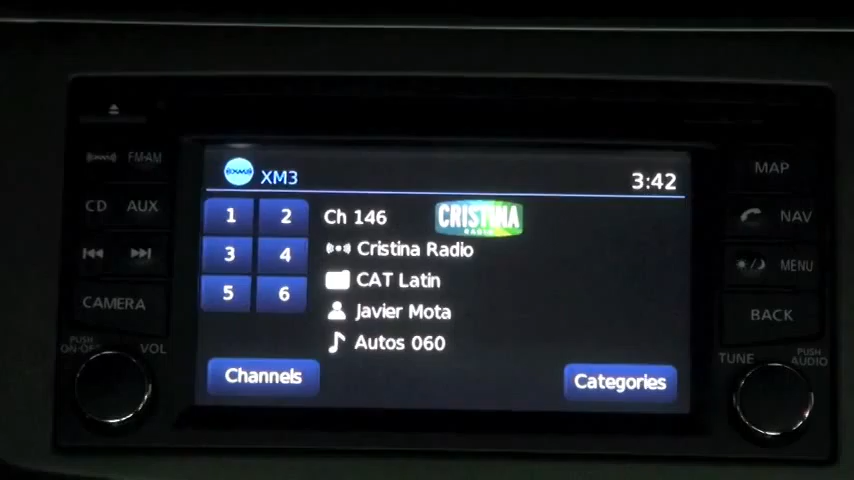 XM3 3:42
1 2 Ch 146 CRISTINA RADIO
3 4 Cristina Radio
CAT Latin
5 6 Javier Mota
Autos 060
Channels Categories
((XM)) FM·AM
CD AUX
CAMERA
PUSH ON·OFF VOL
MAP
NAV
MENU
BACK
TUNE PUSH AUDIO